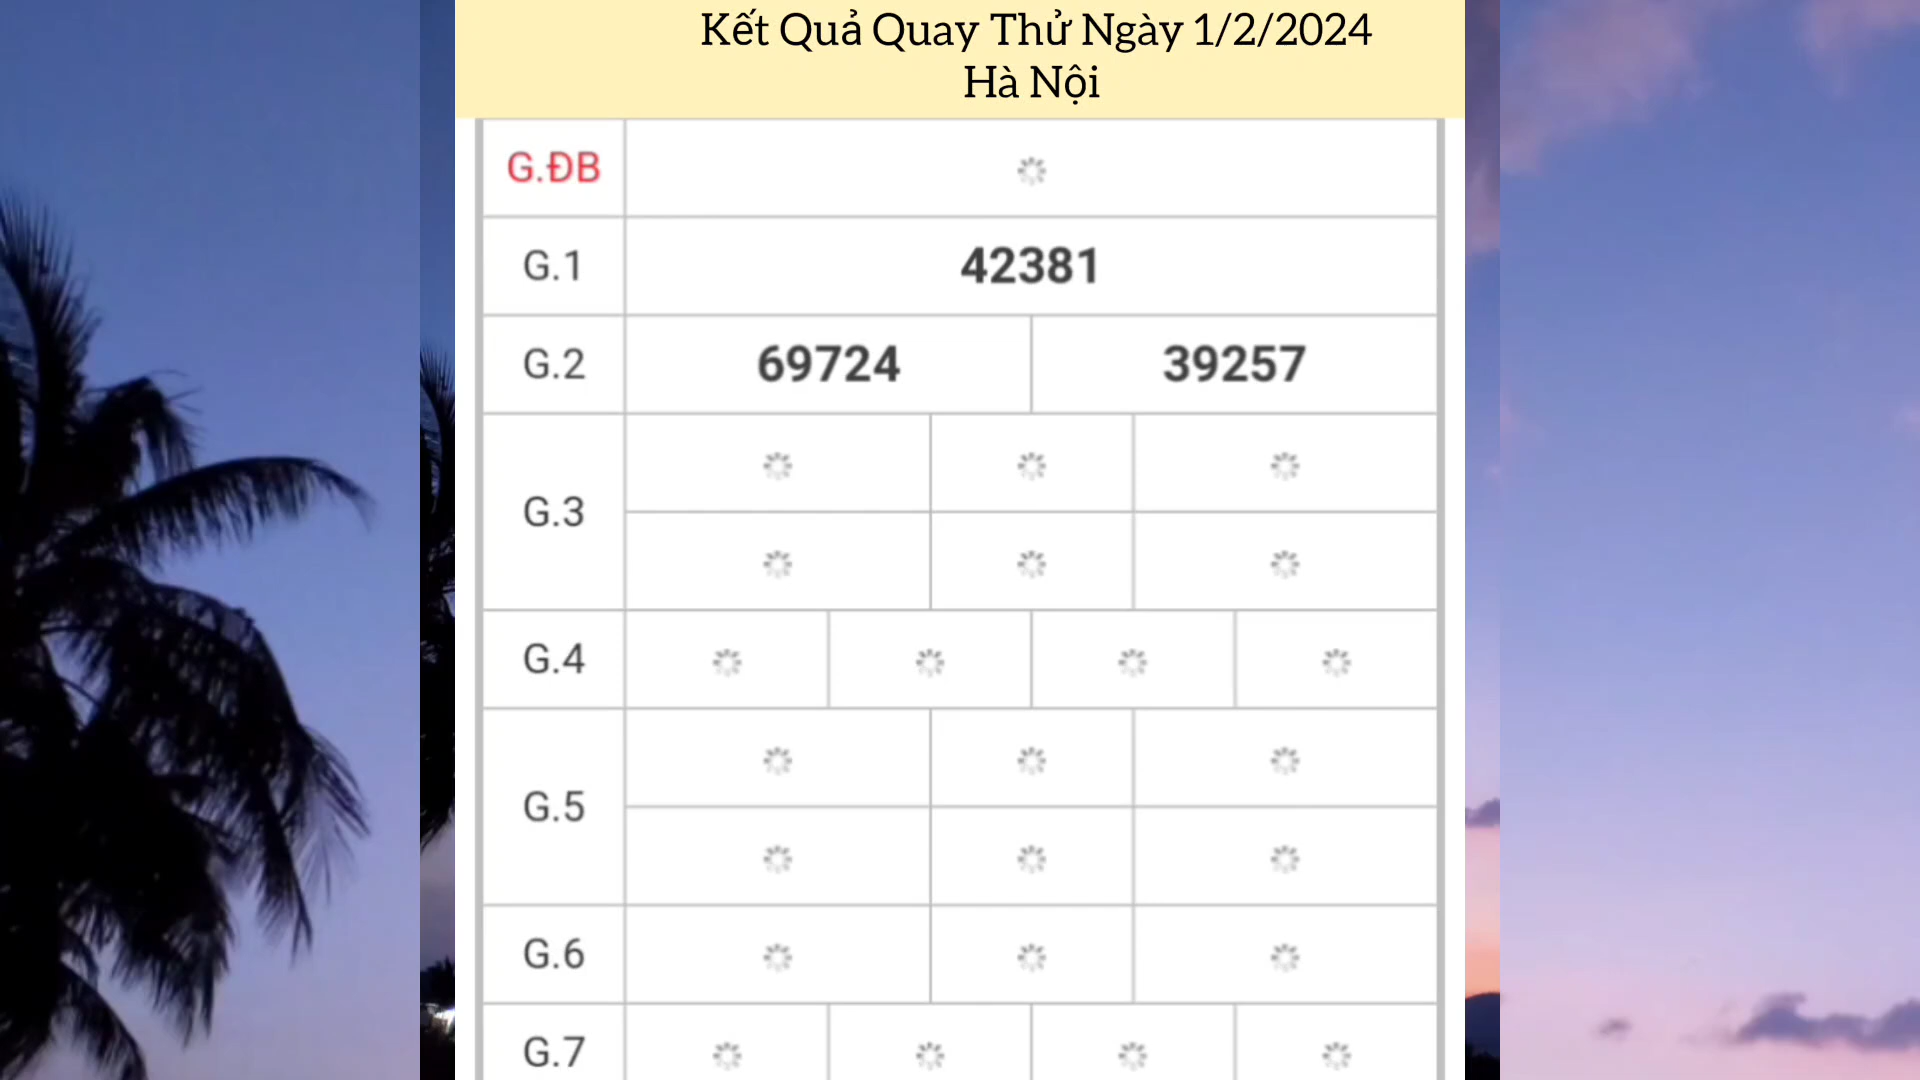 Kết Quả Quay Thử Ngày 1/2/2024
Hà Nội
G.ĐB
G.1 42381
G.2 69724 39257
G.3
G.4
G.5
G.6
G.7